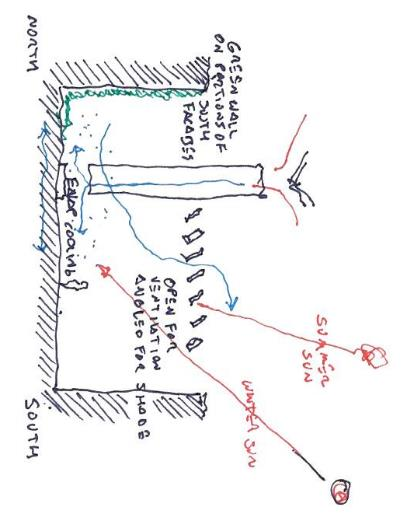 GREEN WALL
ON PORTIONS OF
SOUTH
FACADES
EVAP. COOLING
OPEN FOR
VENTILATION
ANGLED FOR SHADE
SUMMER
SUN
WINTER SUN
NORTH
SOUTH